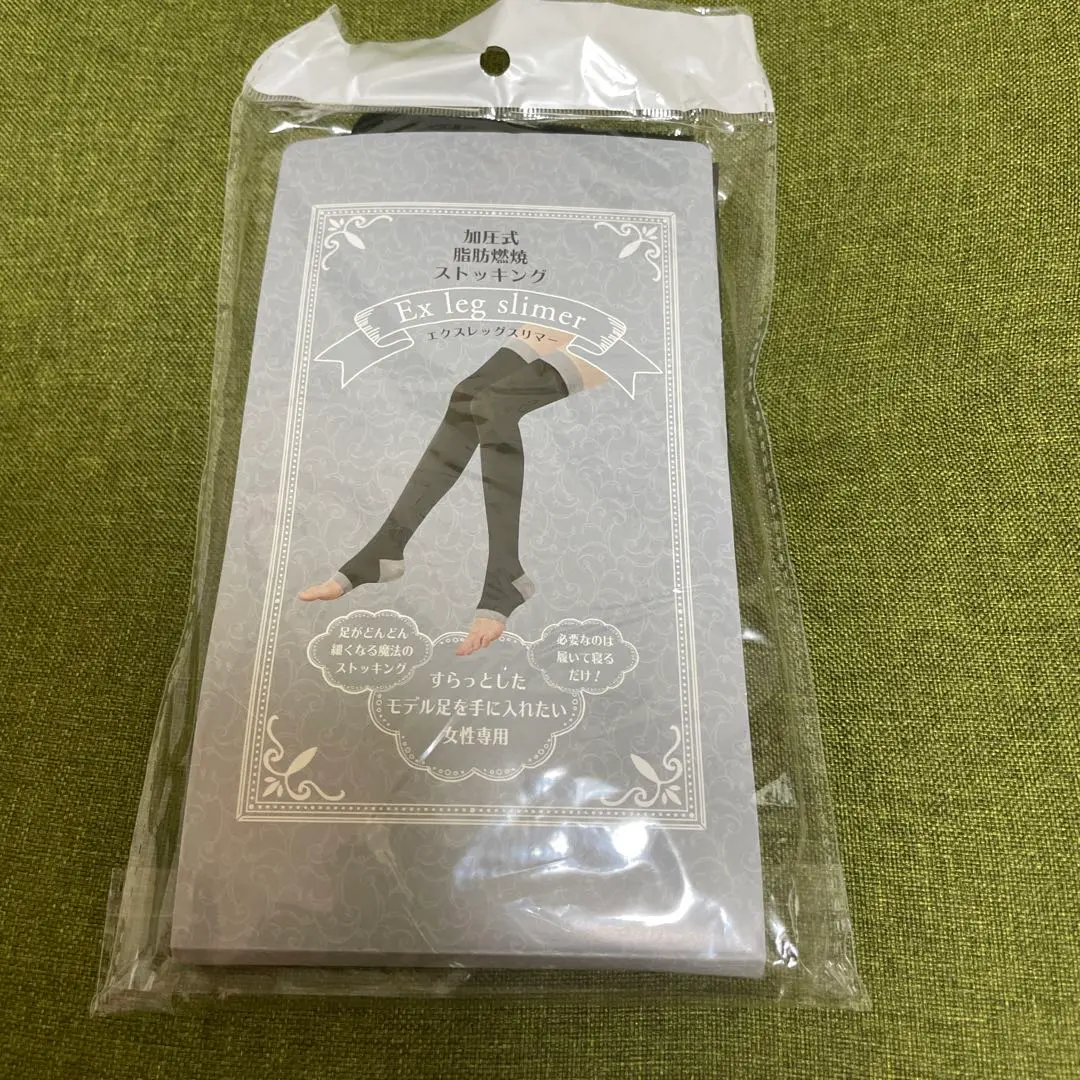 加圧式
脂肪燃焼
ストッキング
Ex leg slimer
エクスレッグスリマー
足がどんどん
細くなる魔法の
ストッキング
必要なのは
履いて寝る
だけ!
すらっとした
モデル足を手に入れたい
女性専用